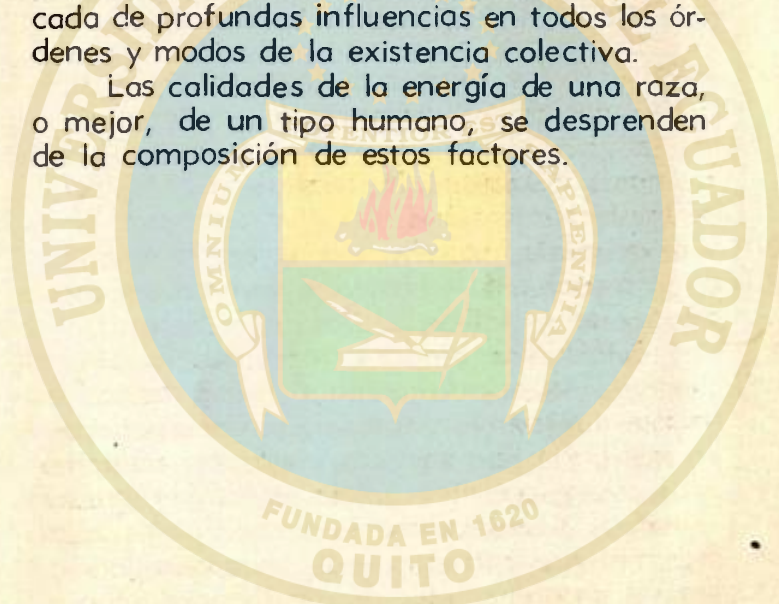 cada de profundas influencias en todos los ór-
denes y modos de la existencia colectiva.
Las calidades de la energía de una raza,
o mejor, de un tipo humano, se desprenden
de la composición de estos factores.
OMNIUM
SAPIENTIA
FUNDADA EN 1620
QUITO
ECUADOR